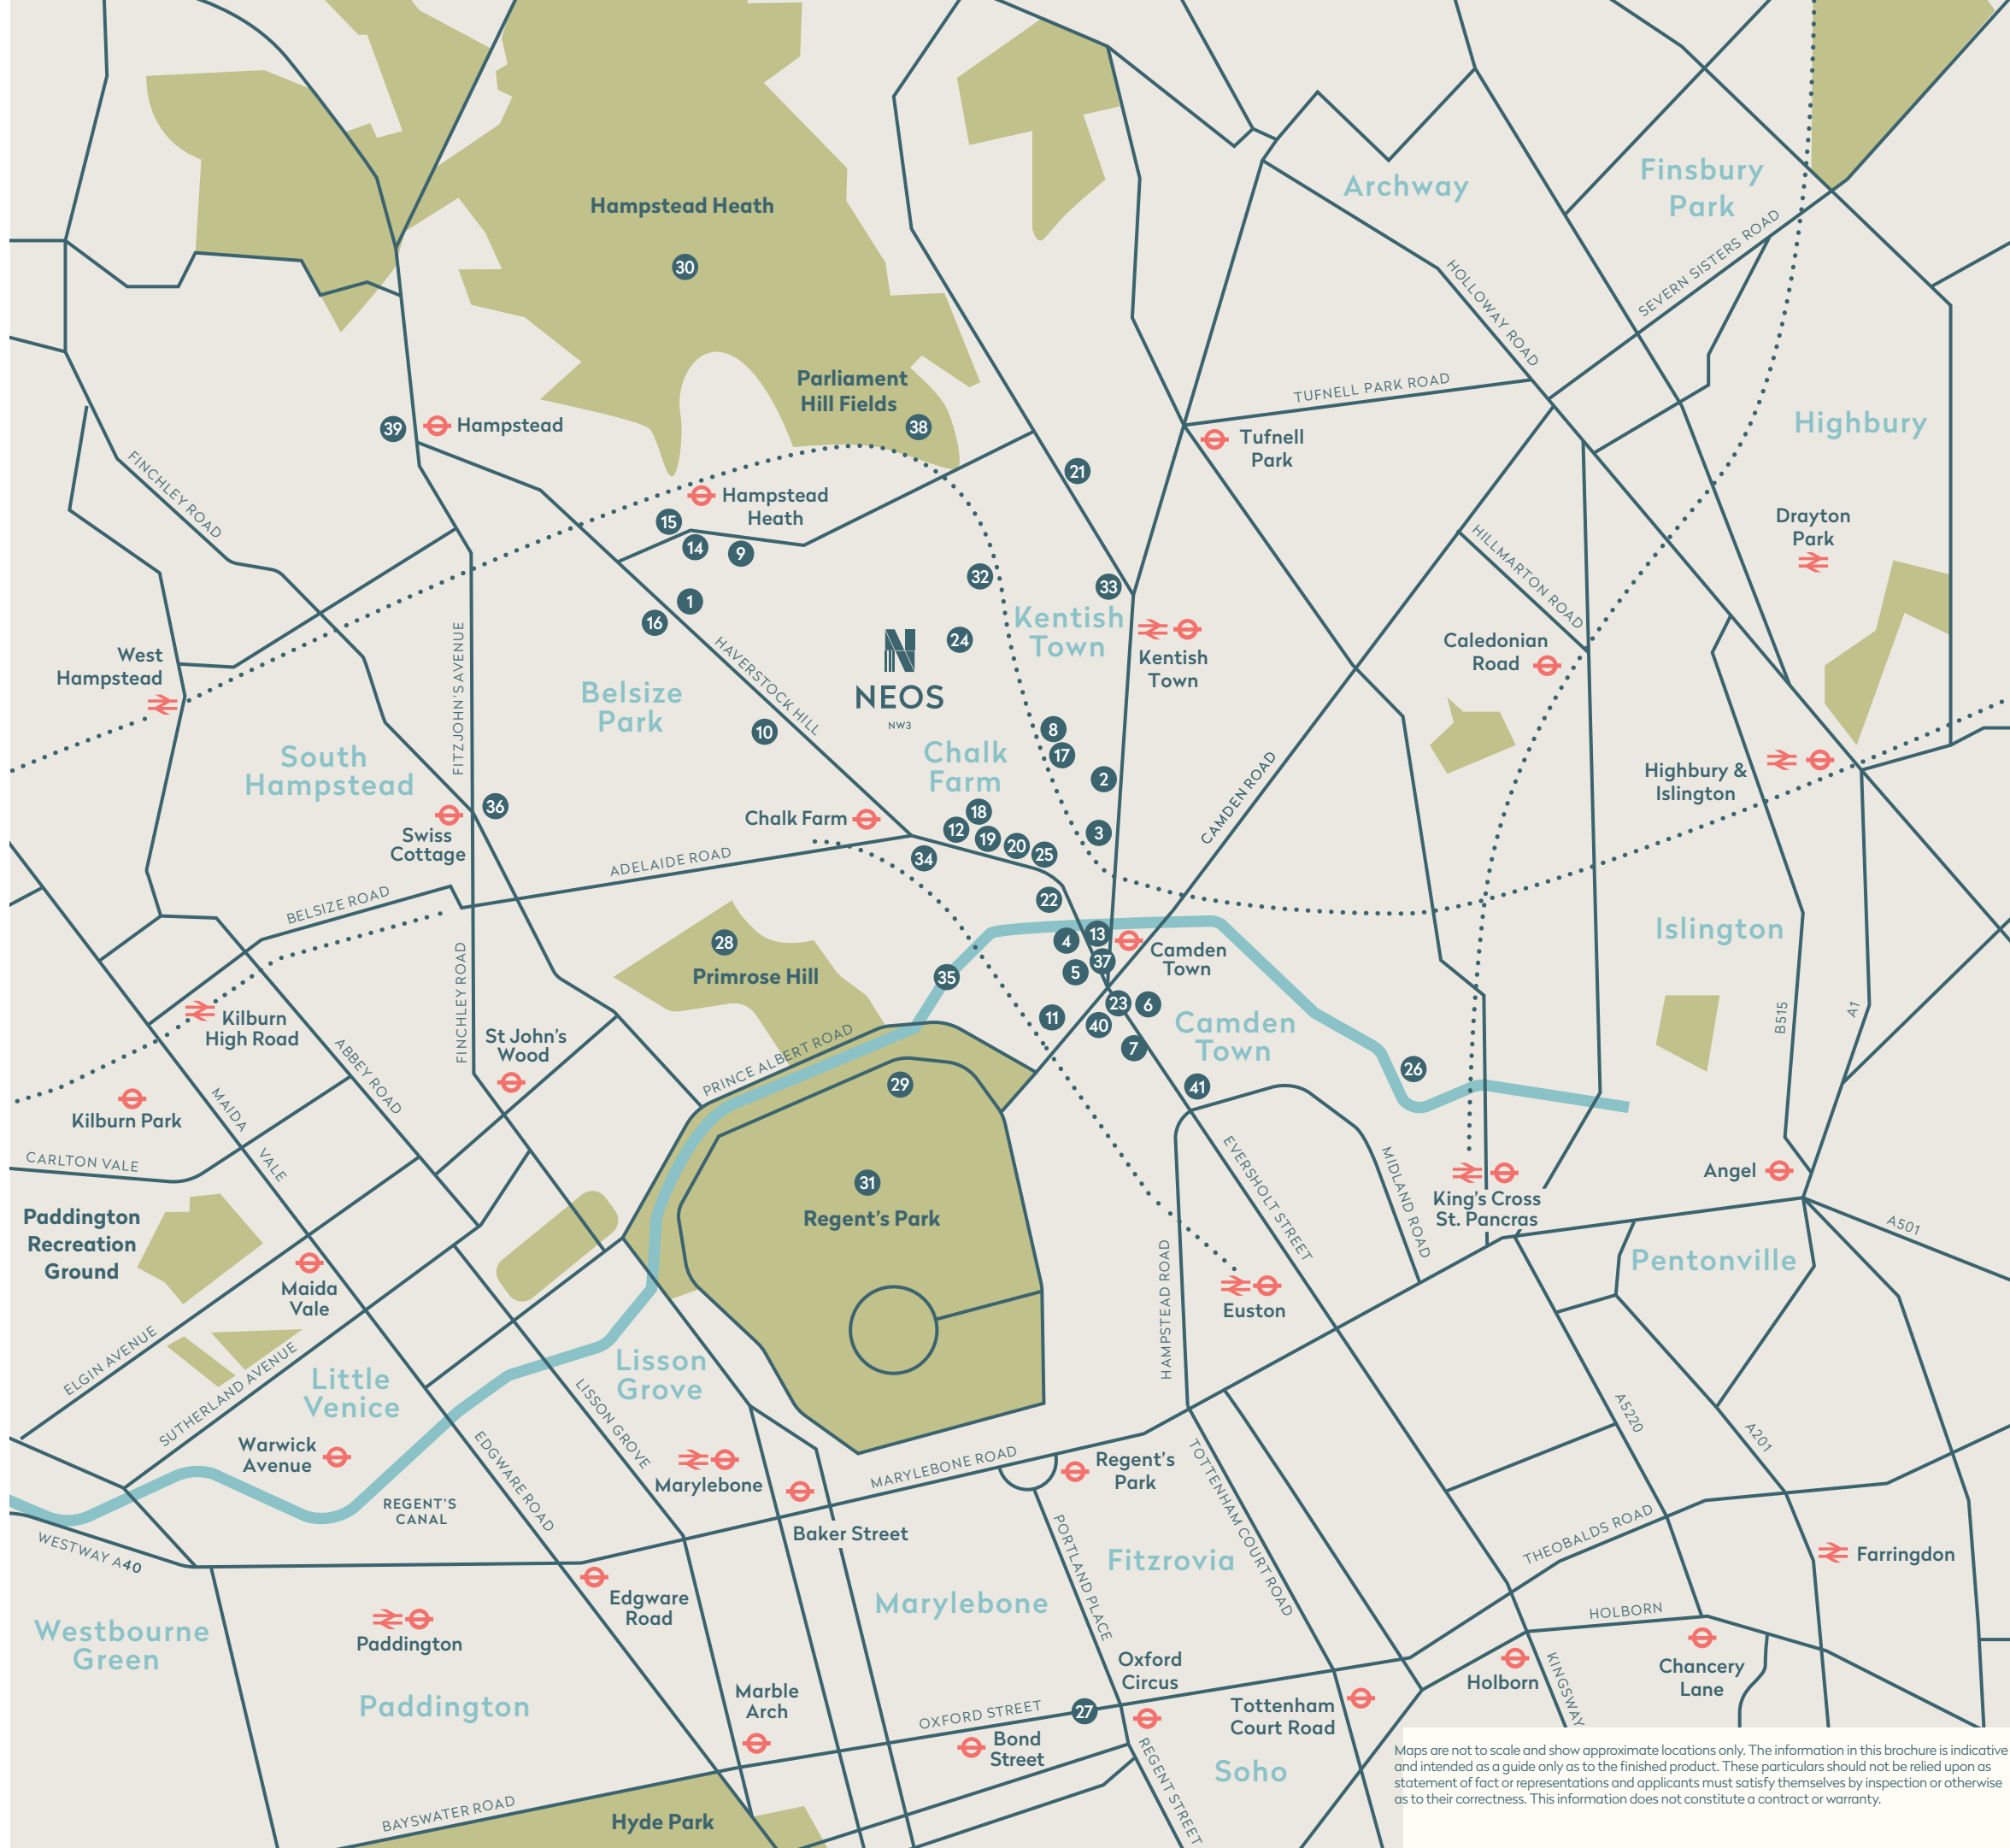 Archway
Finsbury
Park
Hampstead Heath
30
SEVERN SISTERS ROAD
HOLLOWAY ROAD
Parliament
Hill Fields
38
TUFNELL PARK ROAD
39
Hampstead
Highbury
Tufnell
Park
21
FINCHLEY ROAD
Hampstead
Heath
15
14
9
Drayton
Park
32
33
HILLMARTON ROAD
1
16
Kentish
Town
24
HAVERSTOCK HILL
Kentish
Town
Caledonian
Road
West
Hampstead
FITZJOHN'S AVENUE
Belsize
Park
N
NEOS
NW3
10
8
17
2
South
Hampstead
Chalk
Farm
Highbury &
Islington
CAMDEN ROAD
36
Swiss
Cottage
Chalk Farm
18
12
19
20
25
3
34
ADELAIDE ROAD
BELSIZE ROAD
22
28
Primrose Hill
4
13
37
5
Camden
Town
Islington
35
FINCHLEY ROAD
23
6
11
40
7
Camden
Town
B515
A1
Kilburn
High Road
St John's
Wood
ABBEY ROAD
PRINCE ALBERT ROAD
29
41
26
Kilburn Park
MAIDA
VALE
CARLTON VALE
EVERSHOLT STREET
MIDLAND ROAD
Angel
31
Regent's Park
King's Cross
St. Pancras
A501
Paddington
Recreation
Ground
Pentonville
Maida
Vale
HAMPSTEAD ROAD
Euston
ELGIN AVENUE
SUTHERLAND AVENUE
Little
Venice
Lisson
Grove
LISSON GROVE
A5220
A201
Warwick
Avenue
EDGWARE ROAD
Marylebone
MARYLEBONE ROAD
Regent's
Park
TOTTENHAM COURT ROAD
REGENT'S
CANAL
Baker Street
WESTWAY A40
PORTLAND PLACE
Fitzrovia
THEOBALDS ROAD
Farringdon
Edgware
Road
Marylebone
HOLBORN
Westbourne
Green
Paddington
Paddington
Oxford
Circus
Holborn
KINGSWAY
Chancery
Lane
Marble
Arch
OXFORD STREET
27
Tottenham
Court Road
Bond
Street
REGENT STREET
Soho
BAYSWATER ROAD
Hyde Park
Maps are not to scale and show approximate locations only. The information in this brochure is indicative
and intended as a guide only as to the finished product. These particulars should not be relied upon as
statement of fact or representations and applicants must satisfy themselves by inspection or otherwise
as to their correctness. This information does not constitute a contract or warranty.